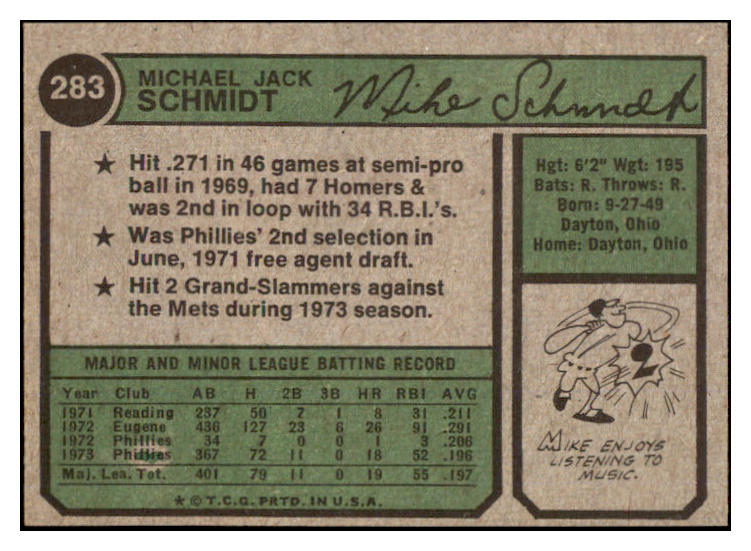 283
MICHAEL JACK
SCHMIDT
Mike Schmidt
★ Hit .271 in 46 games at semi-pro
ball in 1969, had 7 Homers &
was 2nd in loop with 34 R.B.I.'s.
★ Was Phillies' 2nd selection in
June, 1971 free agent draft.
★ Hit 2 Grand-Slammers against
the Mets during 1973 season.
Hgt: 6'2" Wgt: 195
Bats: R. Throws: R.
Born: 9-27-49
Dayton, Ohio
Home: Dayton, Ohio
MAJOR AND MINOR LEAGUE BATTING RECORD
Year Club AB H 2B 3B HR RBI AVG
1971 Reading 237 50 7 1 8 31 .211
1972 Eugene 436 127 23 6 26 91 .291
1972 Phillies 34 7 0 0 1 3 .206
1973 Phillies 367 72 11 0 18 52 .196
Maj. Lea. Tot. 401 79 11 0 19 55 .197
★ © T.C.G. PRTD. IN U.S.A.
2
MIKE ENJOYS
LISTENING TO
MUSIC.